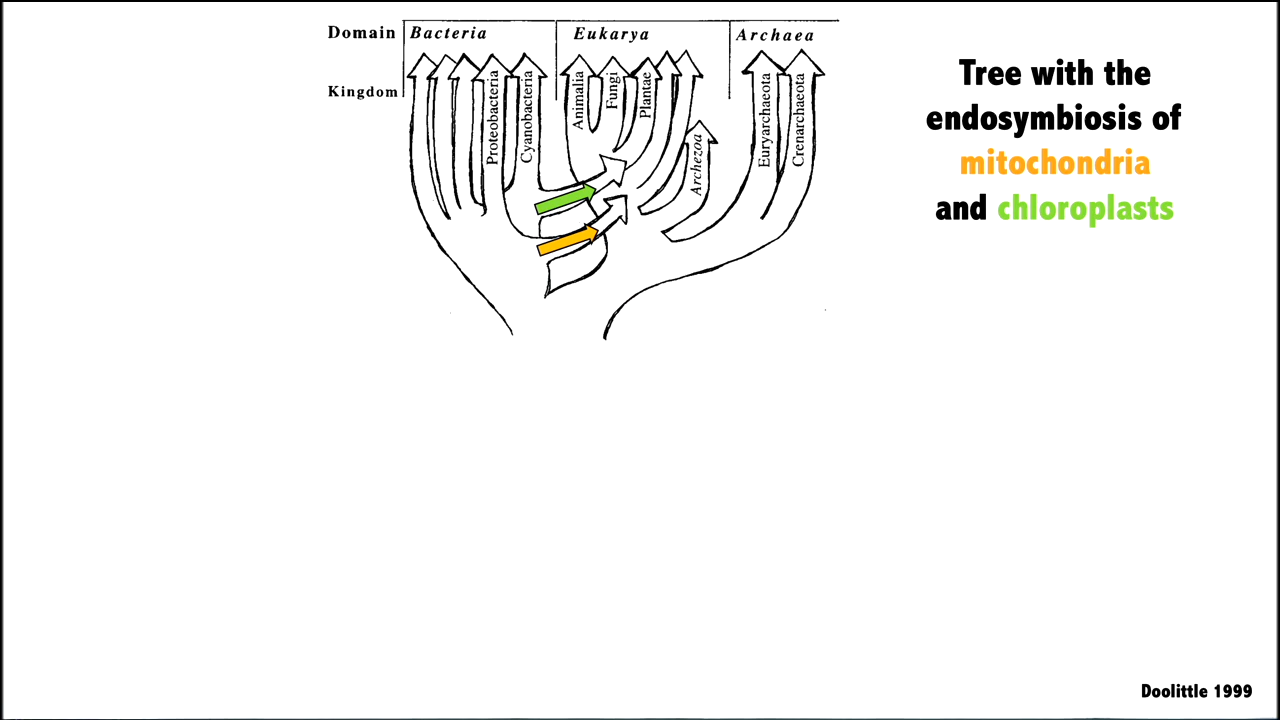 Domain Bacteria Eukarya Archaea
Kingdom
Proteobacteria
Cyanobacteria
Animalia
Fungi
Plantae
Archezoa
Euryarchaeota
Crenarchaeota
Tree with the
endosymbiosis of
mitochondria
and chloroplasts
Doolittle 1999